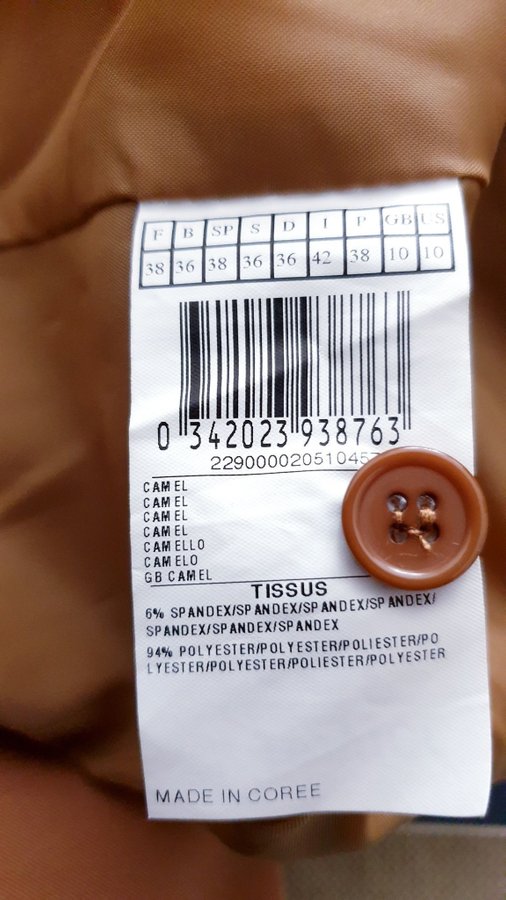 F B SP S D I P GB US
38 36 38 36 36 42 38 10 10
0 342023 938763
2290000205104
CAMEL
CAMEL
CAMEL
CAMEL
CAMELLO
CAMELO
GB CAMEL
TISSUS
6% SPANDEX/SPANDEX/SPANDEX/SPANDEX/
SPANDEX/SPANDEX/SPANDEX
94% POLYESTER/POLYESTER/POLIESTER/PO
LYESTER/POLYESTER/POLIESTER/POLYESTER
MADE IN COREE